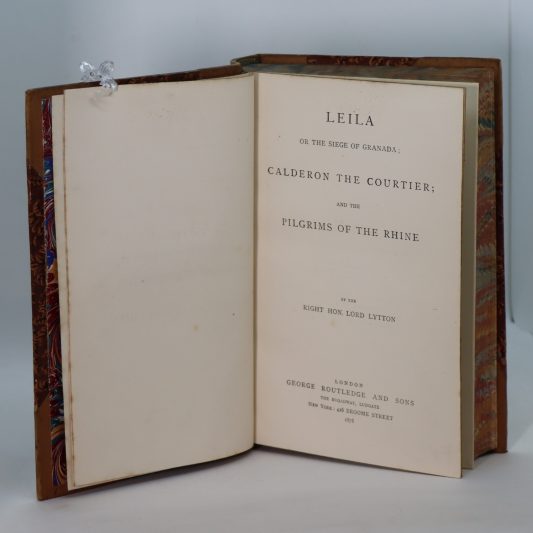 LEILA
OR THE SIEGE OF GRANADA;
CALDERON THE COURTIER;
AND THE
PILGRIMS OF THE RHINE
BY THE
RIGHT HON. LORD LYTTON
LONDON
GEORGE ROUTLEDGE AND SONS
THE BROADWAY, LUDGATE
NEW YORK: 416 BROOME STREET